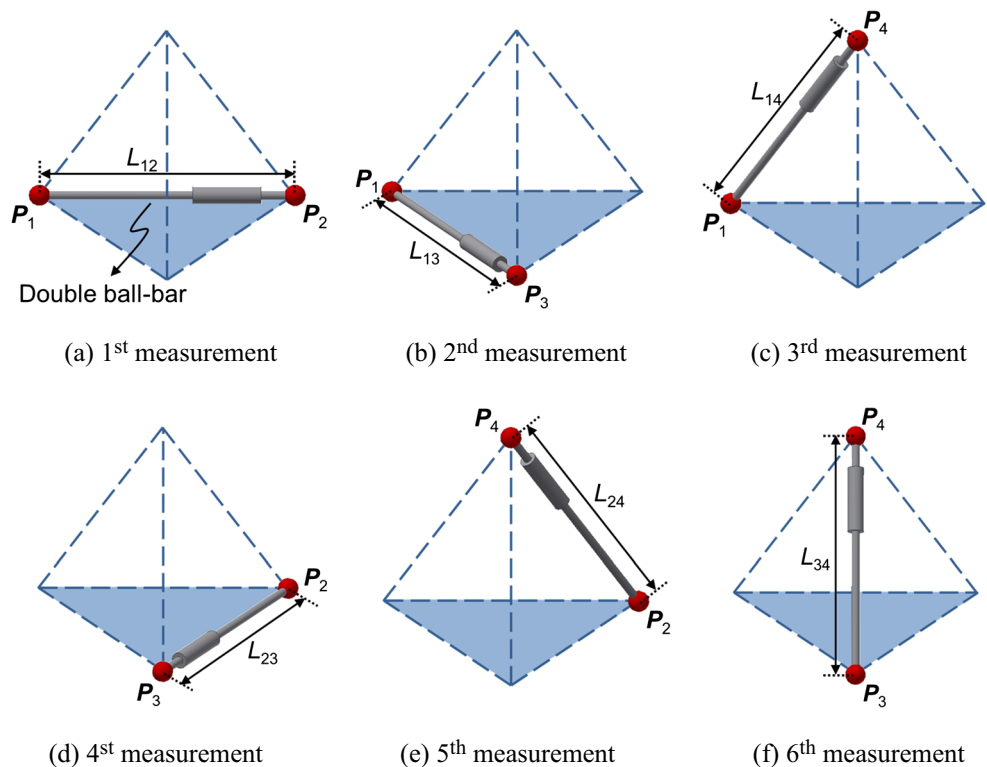 L12
P1
P2
Double ball-bar
(a) 1st measurement
P1
L13
P3
(b) 2nd measurement
P4
L14
P1
(c) 3rd measurement
P2
L23
P3
(d) 4st measurement
P4
L24
P2
(e) 5th measurement
P4
L34
P3
(f) 6th measurement